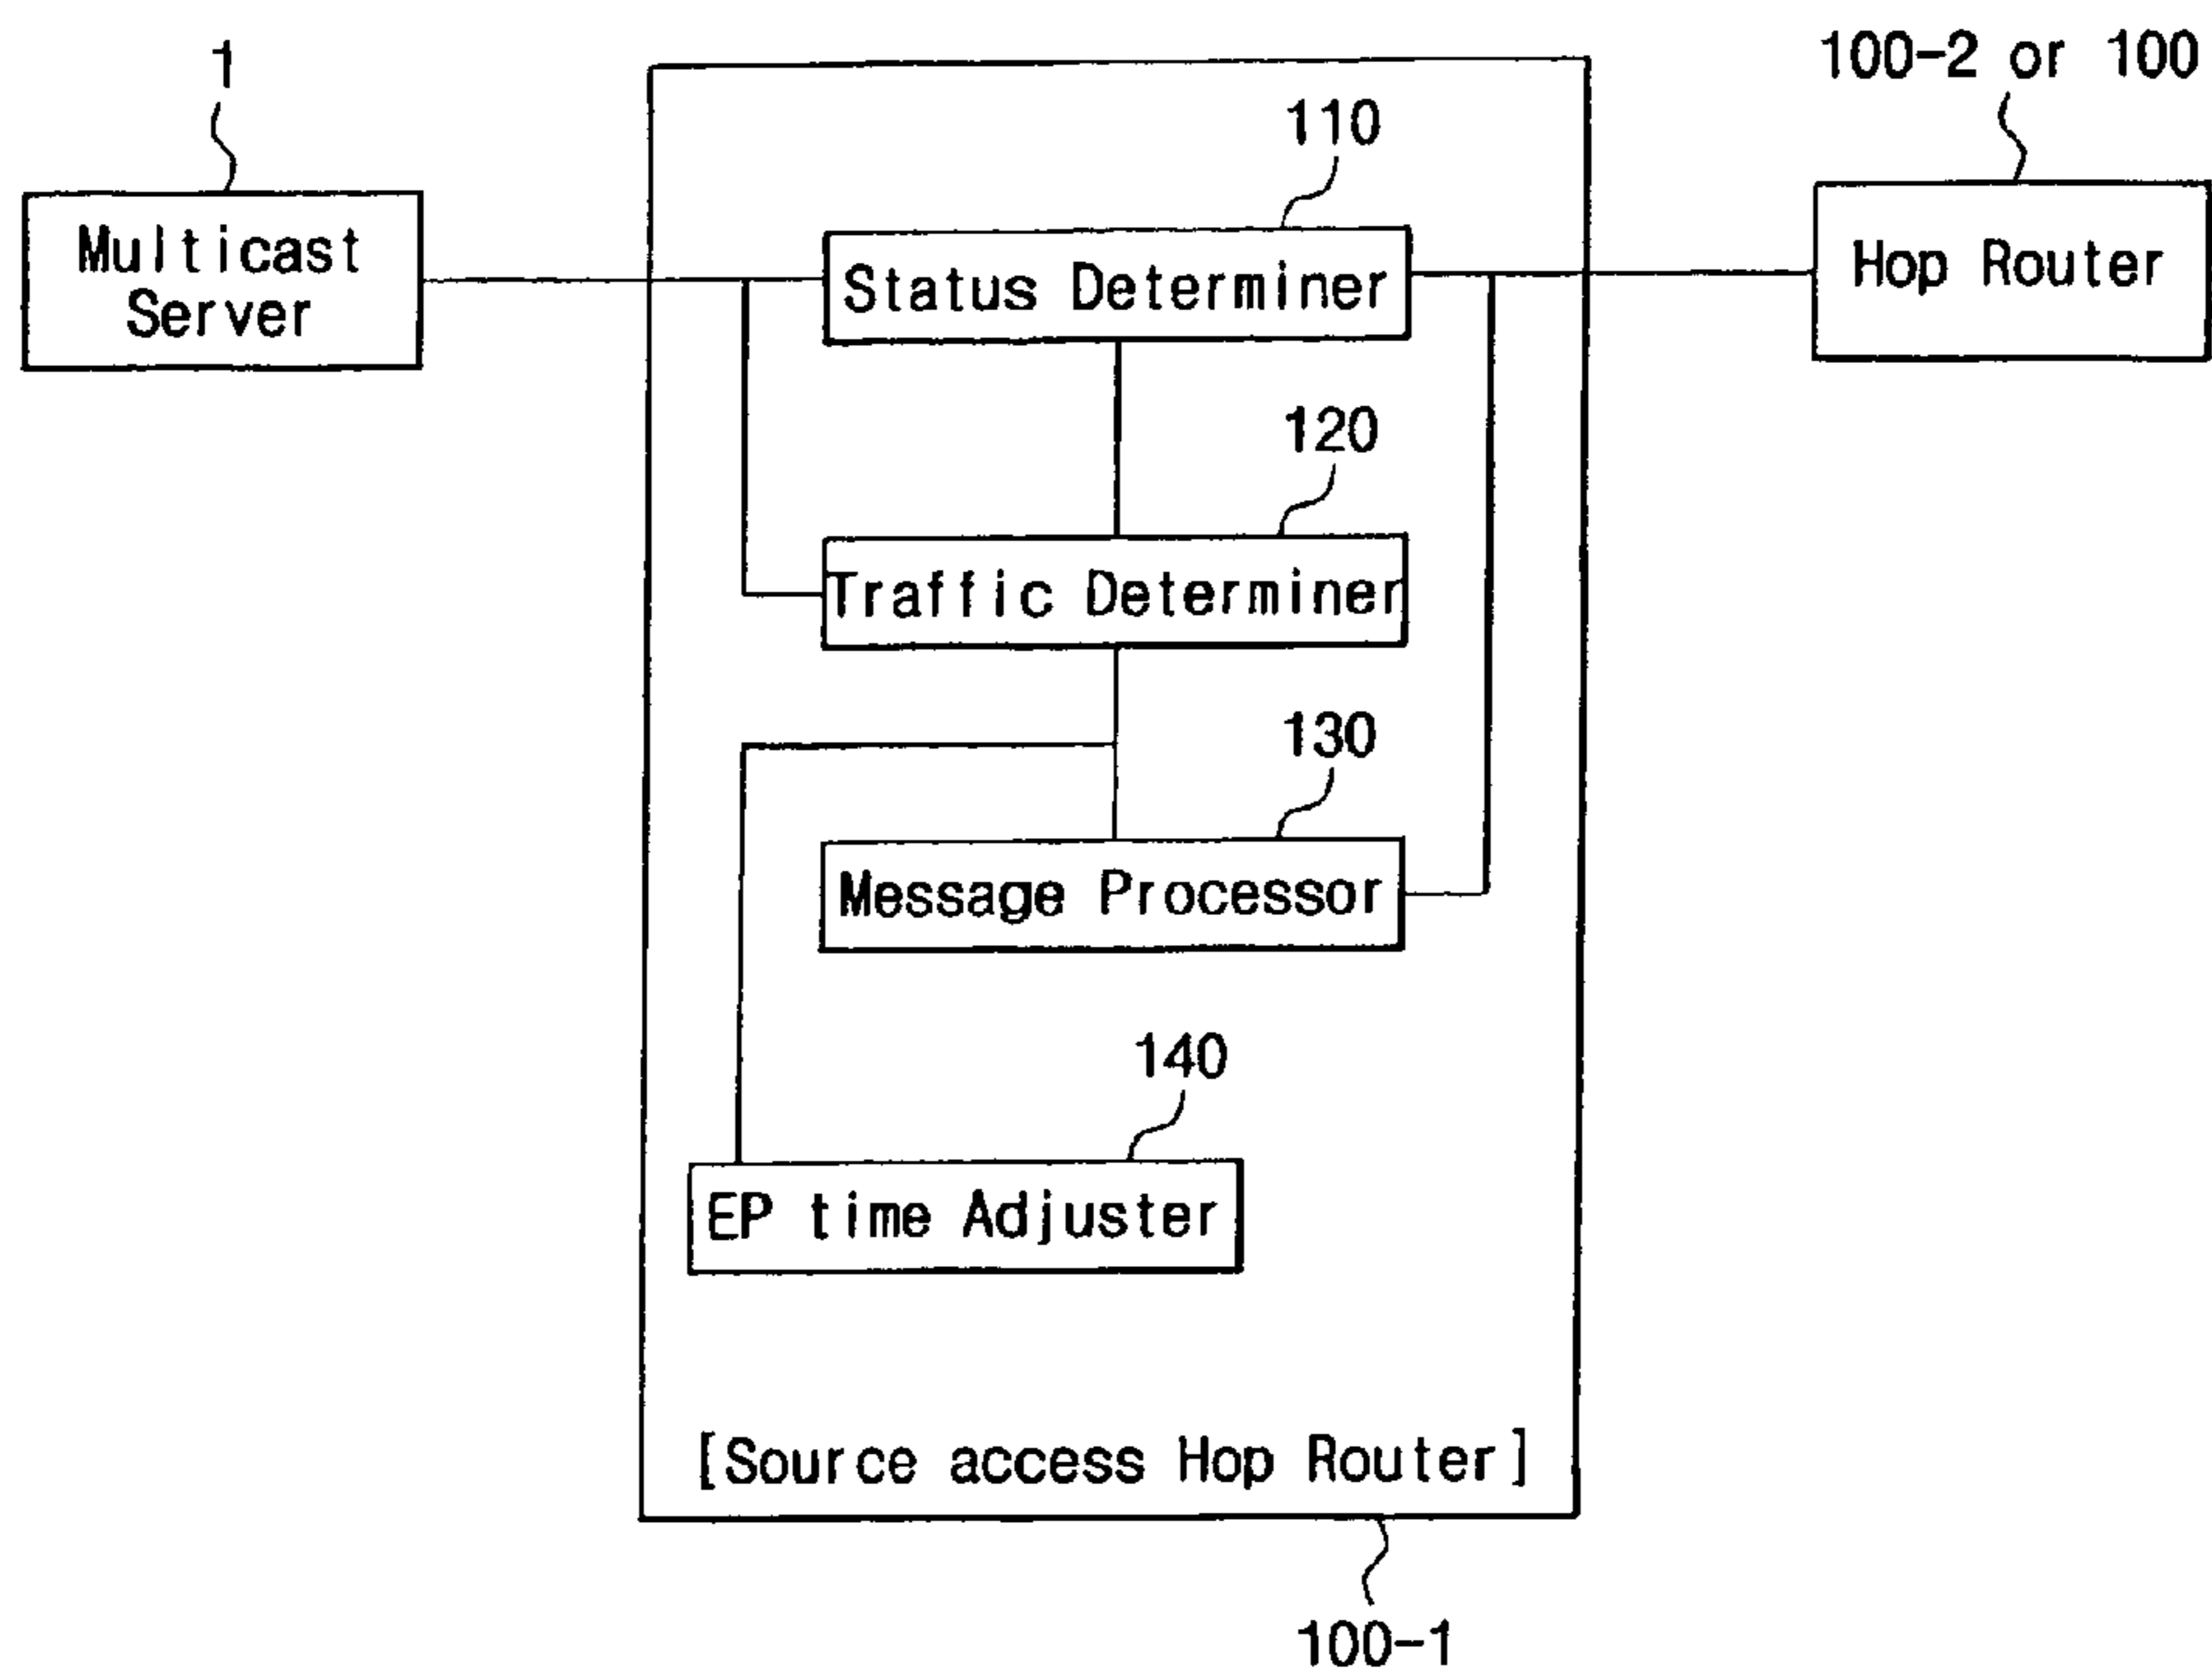 1
100-2 or 100
110
Multicast
Server
Status Determiner
Hop Router
120
Traffic Determiner
130
Message Processor
140
EP time Adjuster
[Source access Hop Router]
100-1